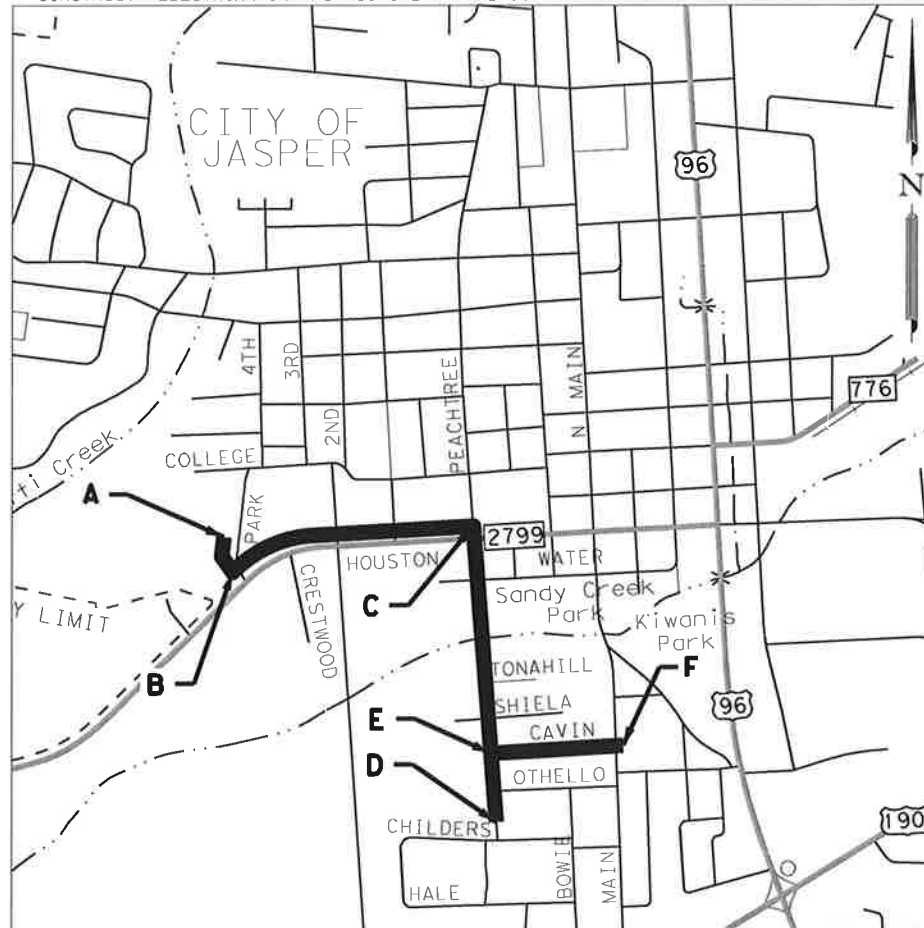 CITY OF
JASPER
96
N
776
4TH
3RD
2ND
PEACHTREE
N MAIN
COLLEGE
ti Creek
A
PARK
2799
HOUSTON
WATER
CRESTWOOD
C
Sandy Creek
Park
Kiwanis
Park
Y LIMIT
B
TONAHILL
F
SHIELA
E
CAVIN
96
D
OTHELLO
CHILDERS
190
HALE
BOWIE
MAIN